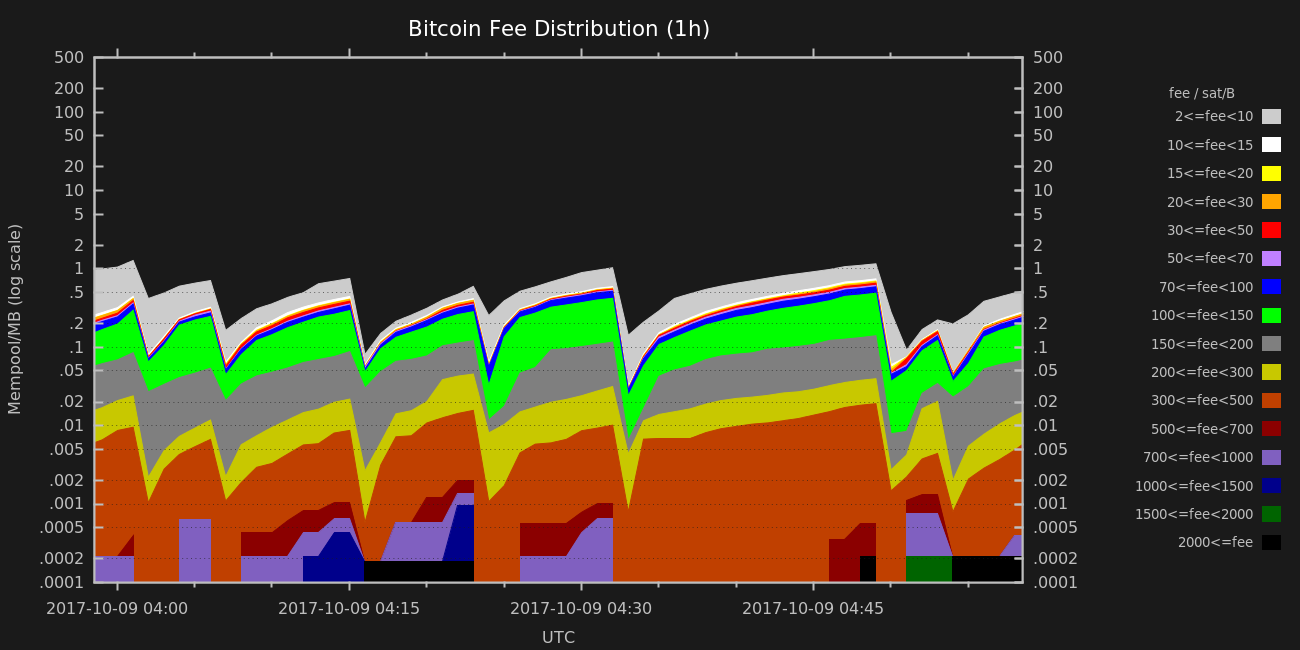 Bitcoin Fee Distribution (1h)
Mempool/MB (log scale)
500
200
100
50
20
10
5
2
1
.5
.2
.1
.05
.02
.01
.005
.002
.001
.0005
.0002
.0001
500
200
100
50
20
10
5
2
1
.5
.2
.1
.05
.02
.01
.005
.002
.001
.0005
.0002
.0001
2017-10-09 04:00
2017-10-09 04:15
2017-10-09 04:30
2017-10-09 04:45
UTC
fee / sat/B
2<=fee<10
10<=fee<15
15<=fee<20
20<=fee<30
30<=fee<50
50<=fee<70
70<=fee<100
100<=fee<150
150<=fee<200
200<=fee<300
300<=fee<500
500<=fee<700
700<=fee<1000
1000<=fee<1500
1500<=fee<2000
2000<=fee